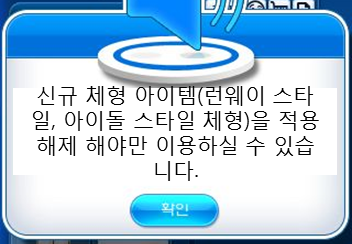 신규 체형 아이템(런웨이 스타
일, 아이돌 스타일 체형)을 적용
해제 해야만 이용하실 수 있습
니다.
확인